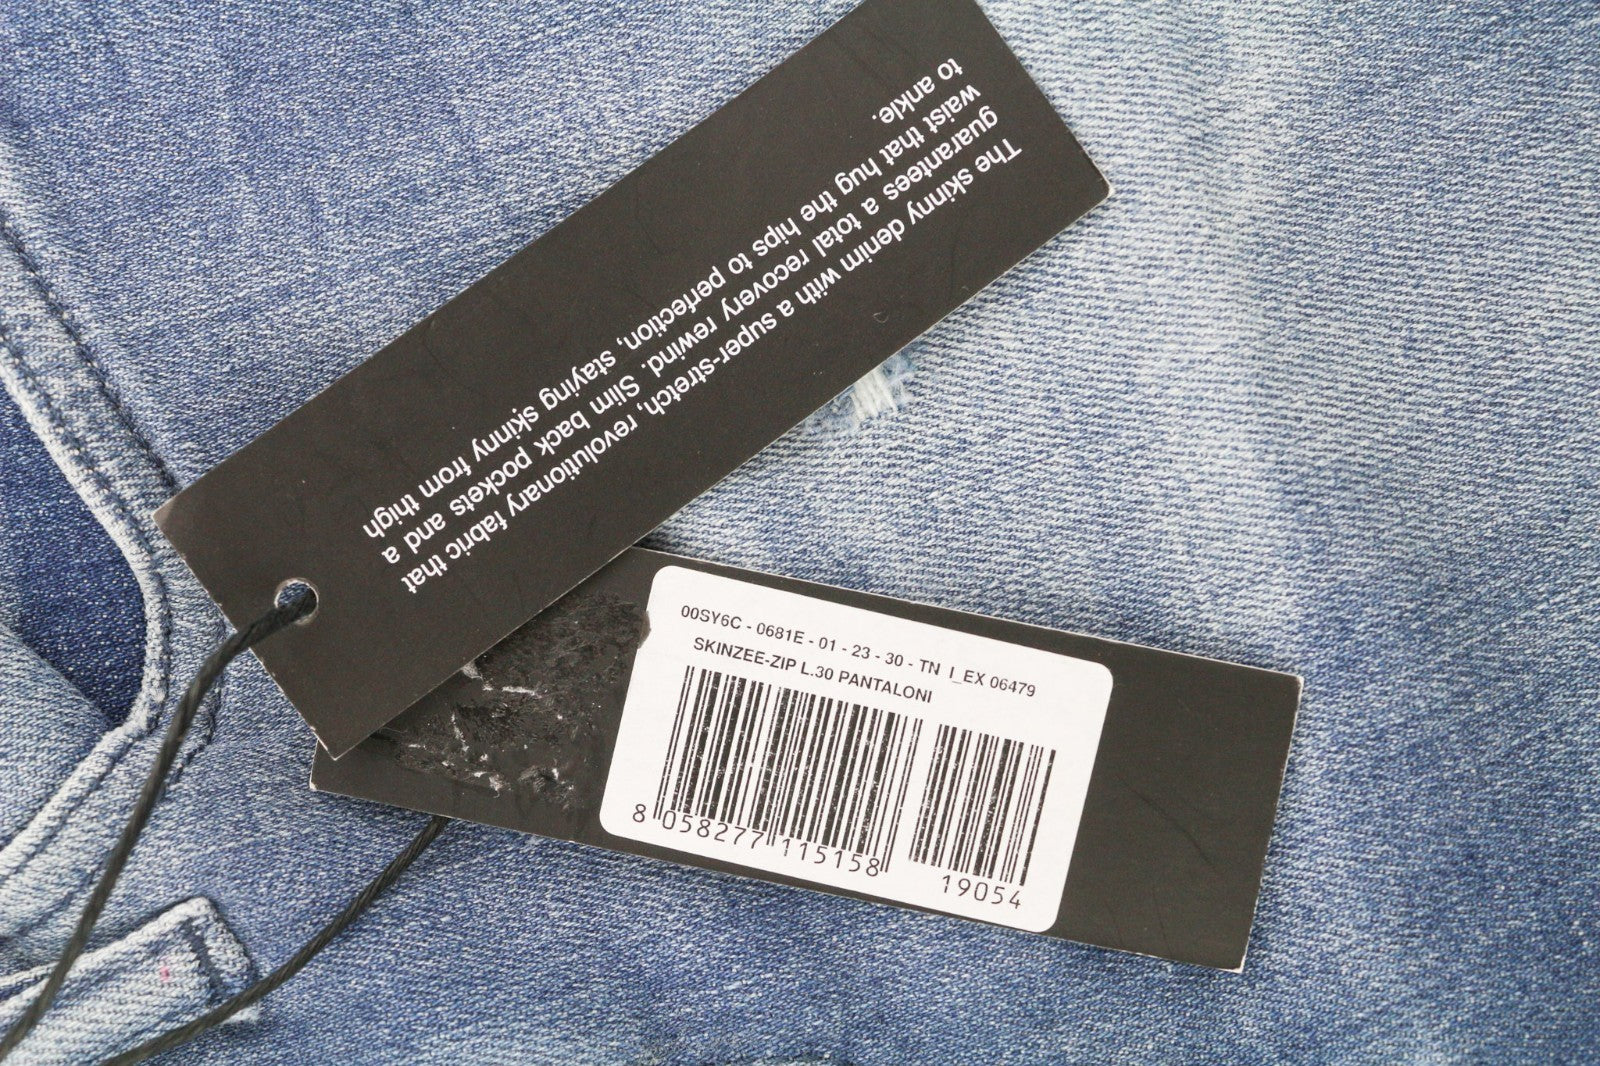 The skinny denim with a super-stretch, revolutionary fabric that
guarantees a total recovery rewind. Slim back pockets and a
waist that hug the hips to perfection, staying skinny from thigh
to ankle.
00SY6C - 0681E - 01 - 23 - 30 - TN I_EX 06479
SKINZEE-ZIP L.30 PANTALONI
8 058277 115158 19054